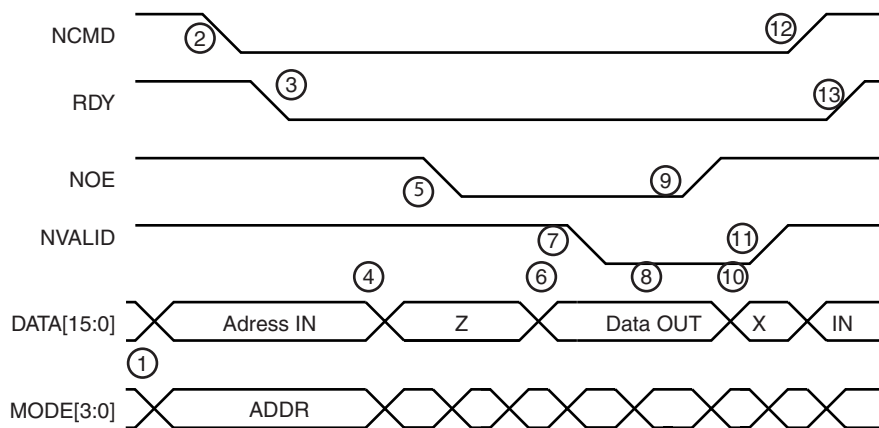 NCMD
2
12
RDY
3
13
NOE
5
9
NVALID
7
11
4
6
8
10
DATA[15:0]
Adress IN
Z
Data OUT
X
IN
1
MODE[3:0]
ADDR